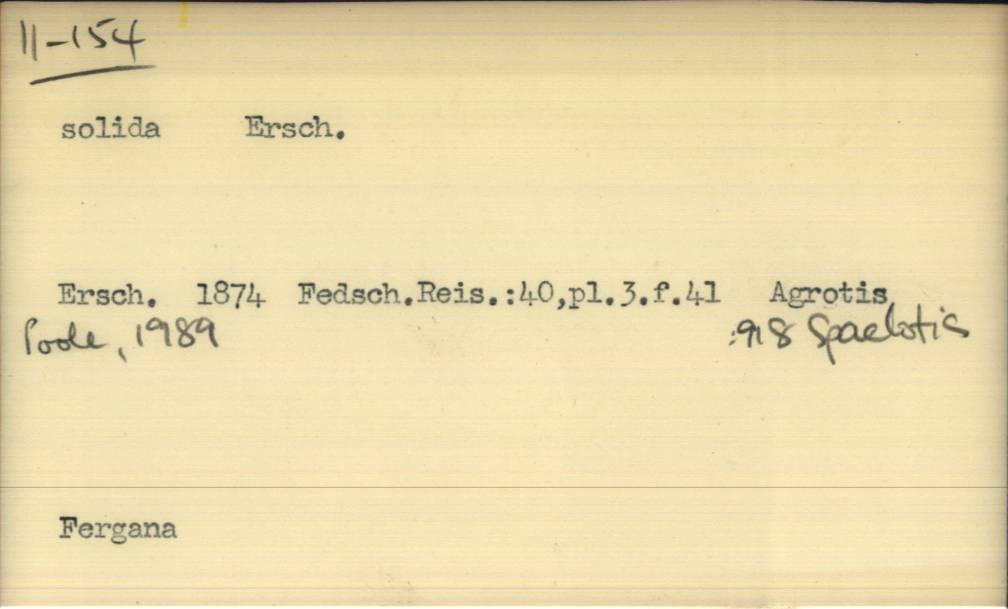 11-154
solida Ersch.
Ersch. 1874 Fedsch.Reis.:40,pl.3.f.41 Agrotis
Poole, 1989 :918 Spaelotis
Fergana